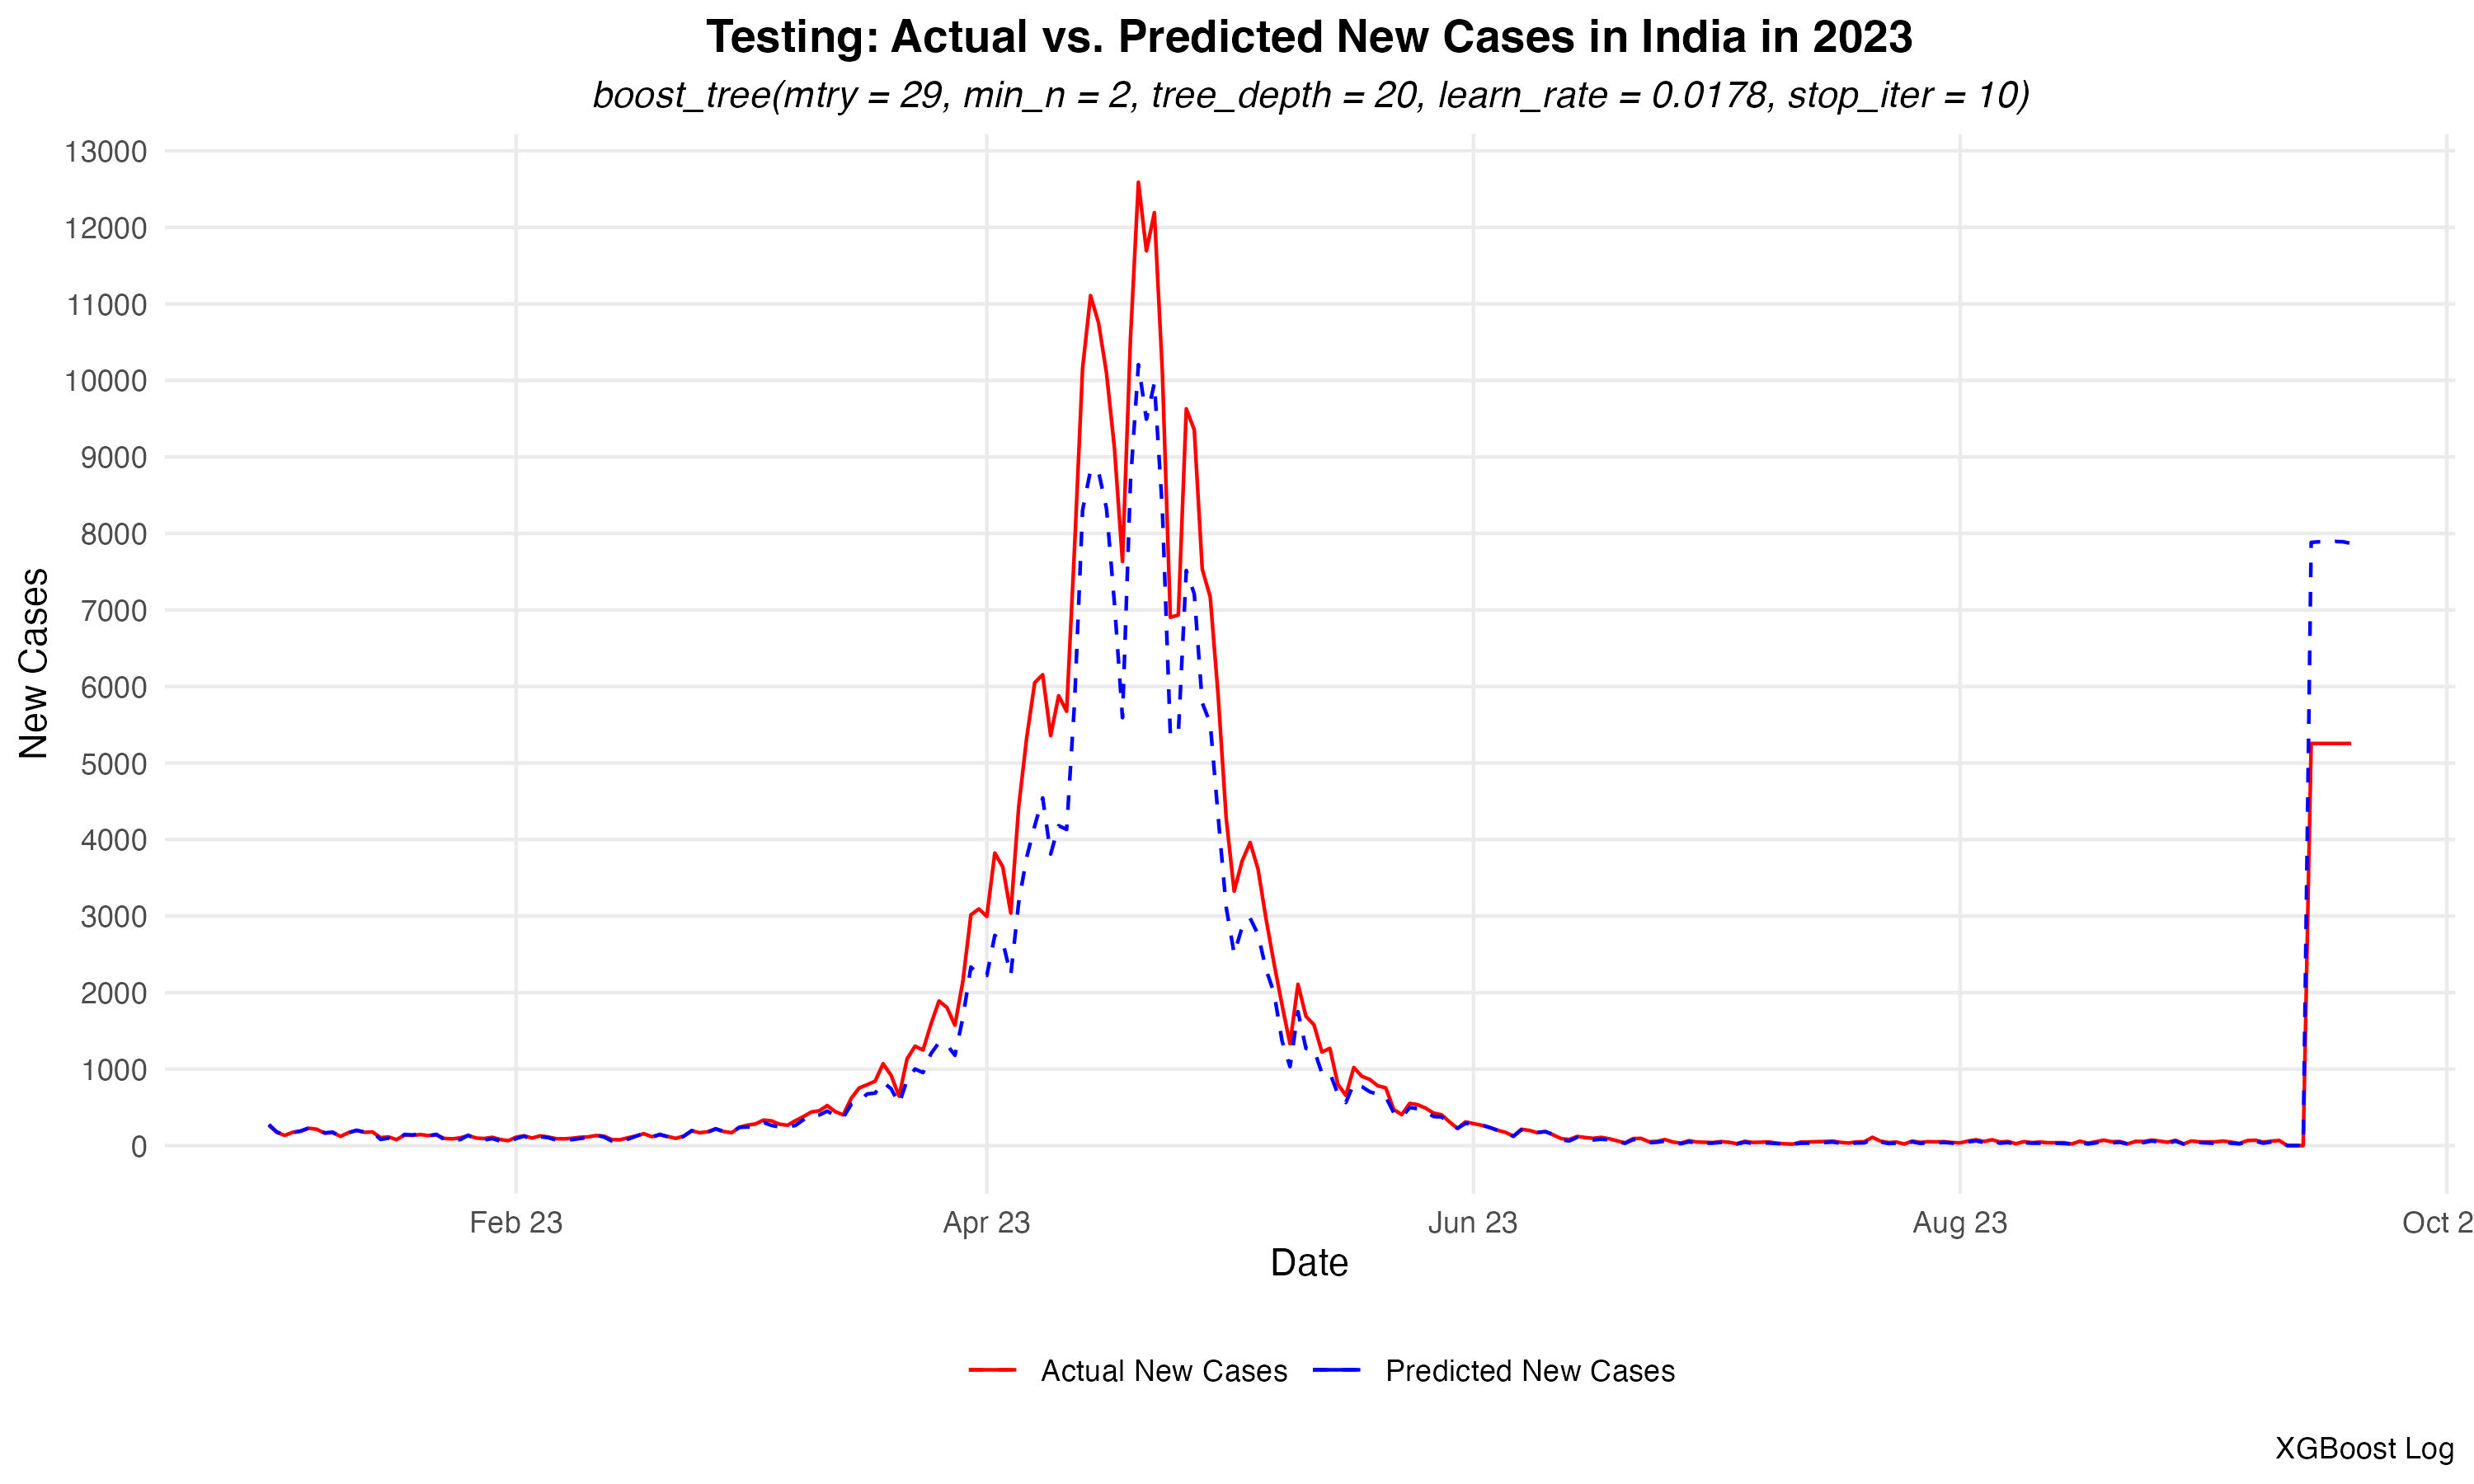 Testing: Actual vs. Predicted New Cases in India in 2023
boost_tree(mtry = 29, min_n = 2, tree_depth = 20, learn_rate = 0.0178, stop_iter = 10)
13000
12000
11000
10000
9000
8000
7000
6000
5000
4000
3000
2000
1000
0
New Cases
Feb 23
Apr 23
Jun 23
Aug 23
Oct 2
Date
Actual New Cases
Predicted New Cases
XGBoost Log